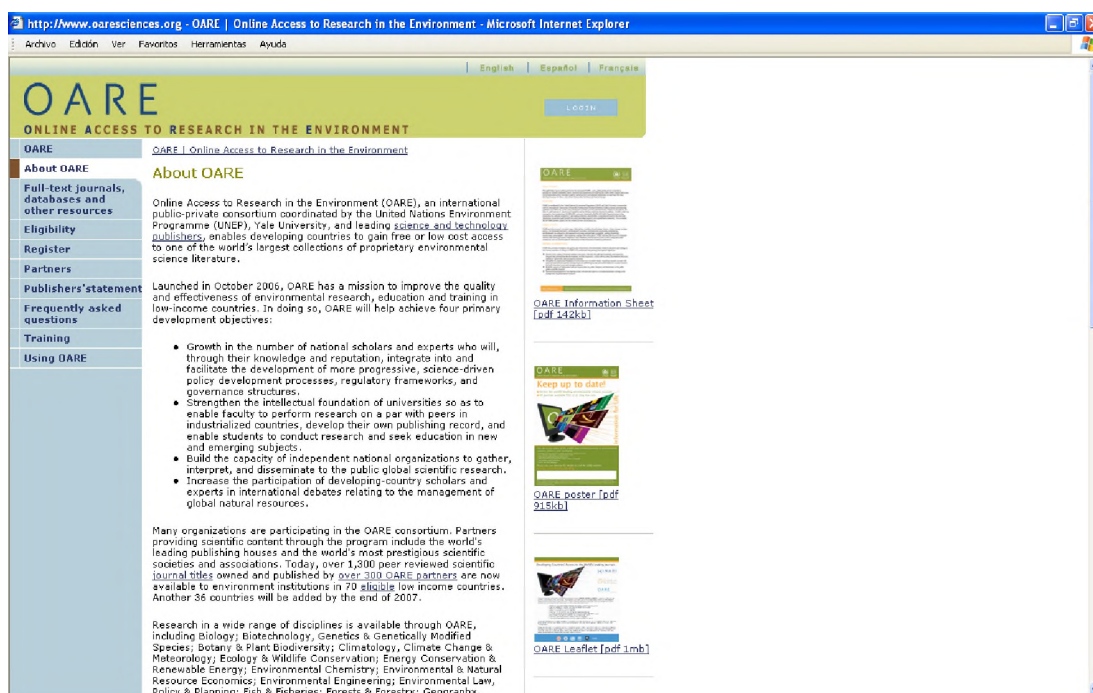 http://www.oaresciences.org - OARE | Online Access to Research in the Environment - Microsoft Internet Explorer
Archivo Edición Ver Favoritos Herramientas Ayuda
| English | Español | Français
OARE
LOGIN
ONLINE ACCESS TO RESEARCH IN THE ENVIRONMENT
OARE
About OARE
Full-text journals,
databases and
other resources
Eligibility
Register
Partners
Publishers'statement
Frequently asked
questions
Training
Using OARE
OARE | Online Access to Research in the Environment
About OARE
Online Access to Research in the Environment (OARE), an international
public-private consortium coordinated by the United Nations Environment
Programme (UNEP), Yale University, and leading science and technology
publishers, enables developing countries to gain free or low cost access
to one of the world's largest collections of proprietary environmental
science literature.
Launched in October 2006, OARE has a mission to improve the quality
and effectiveness of environmental research, education and training in
low-income countries. In doing so, OARE will help achieve four primary
development objectives:
• Growth in the number of national scholars and experts who will,
through their knowledge and reputation, integrate into and
facilitate the development of more progressive, science-driven
policy development processes, regulatory frameworks, and
governance structures.
• Strengthen the intellectual foundation of universities so as to
enable faculty to perform research on a par with peers in
industrialized countries, develop their own publishing record, and
enable students to conduct research and seek education in new
and emerging subjects.
• Build the capacity of independent national organizations to gather,
interpret, and disseminate to the public global scientific research.
• Increase the participation of developing-country scholars and
experts in international debates relating to the management of
global natural resources.
Many organizations are participating in the OARE consortium. Partners
providing scientific content through the program include the world's
leading publishing houses and the world's most prestigious scientific
societies and associations. Today, over 1,300 peer reviewed scientific
journal titles owned and published by over 300 OARE partners are now
available to environment institutions in 70 eligible low income countries.
Another 36 countries will be added by the end of 2007.
Research in a wide range of disciplines is available through OARE,
including Biology; Biotechnology, Genetics & Genetically Modified
Species; Botany & Plant Biodiversity; Climatology, Climate Change &
Meteorology; Ecology & Wildlife Conservation; Energy Conservation &
Renewable Energy; Environmental Chemistry; Environmental & Natural
Resource Economics; Environmental Engineering; Environmental Law,
Policy & Planning; Fish & Fisheries; Forests & Forestry; Geography
OARE
OARE Information Sheet
[pdf 142kb]
OARE
Keep up to date!
OARE poster [pdf
915kb]
OARE Leaflet [pdf 1mb]